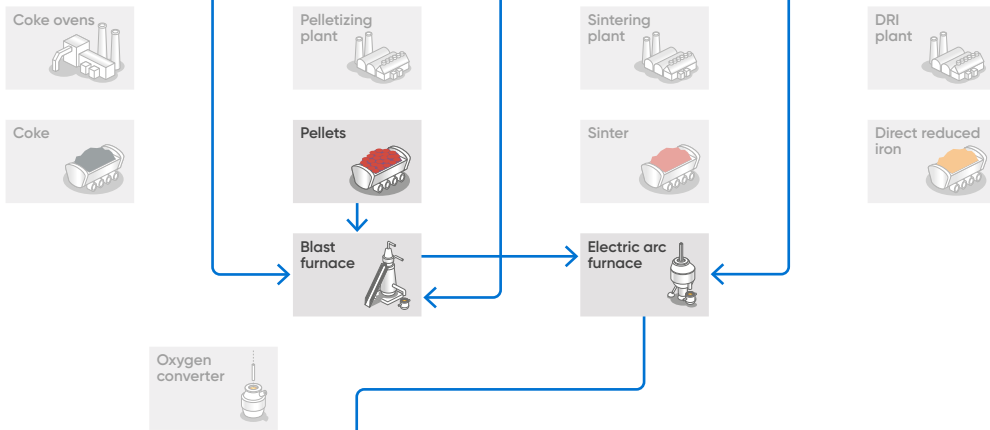 Coke ovens
Pelletizing
plant
Sintering
plant
DRI
plant
Coke
Pellets
Sinter
Direct reduced
iron
Blast
furnace
Electric arc
furnace
Oxygen
converter